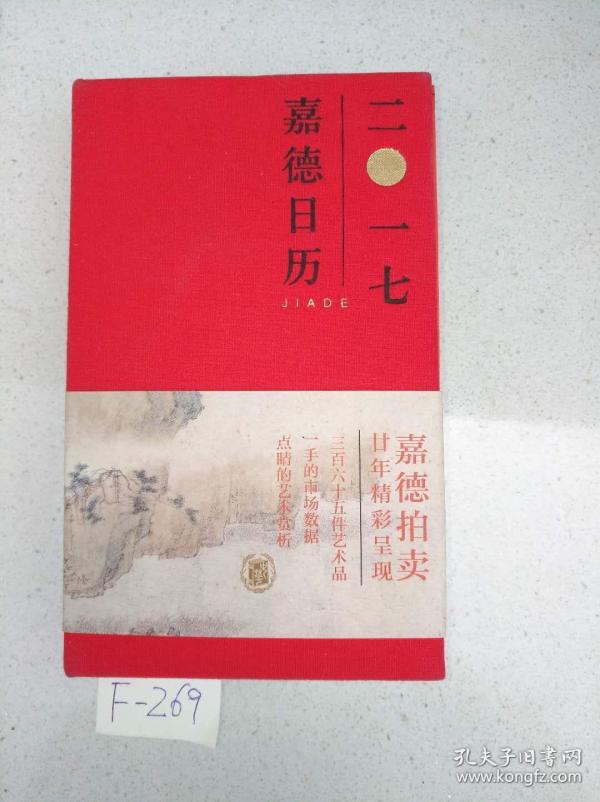 二〇一七
嘉德日历
JIADE
嘉德拍卖
廿年精彩呈现
三百六十五件艺术品
一手的市场数据
点睛的艺术赏析
F-269
孔夫子旧书网
www.kongfz.com